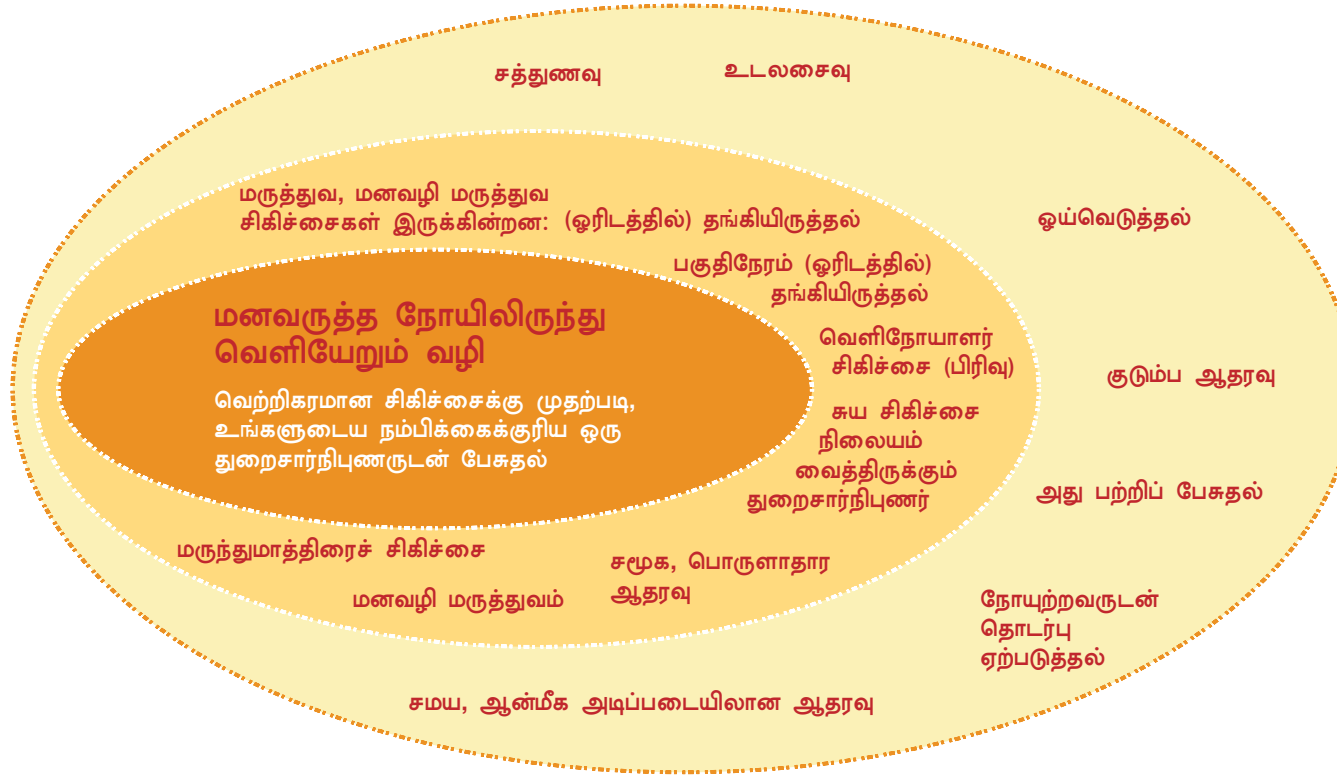 சத்துணவு
உடலசைவு
மருத்துவ, மனவழி மருத்துவ
சிகிச்சைகள் இருக்கின்றன: (ஓரிடத்தில்) தங்கியிருத்தல்
ஓய்வெடுத்தல்
பகுதிநேரம் (ஓரிடத்தில்)
தங்கியிருத்தல்
மனவருத்த நோயிலிருந்து
வெளியேறும் வழி
வெற்றிகரமான சிகிச்சைக்கு முதற்படி,
உங்களுடைய நம்பிக்கைக்குரிய ஒரு
துறைசார்நிபுணருடன் பேசுதல்
வெளிநோயாளர்
சிகிச்சை (பிரிவு)
குடும்ப ஆதரவு
சுய சிகிச்சை
நிலையம்
வைத்திருக்கும்
துறைசார்நிபுணர்
அது பற்றிப் பேசுதல்
மருந்துமாத்திரைச் சிகிச்சை
மனவழி மருத்துவம்
சமூக, பொருளாதார
ஆதரவு
நோயுற்றவருடன்
தொடர்பு
ஏற்படுத்தல்
சமய, ஆன்மீக அடிப்படையிலான ஆதரவு